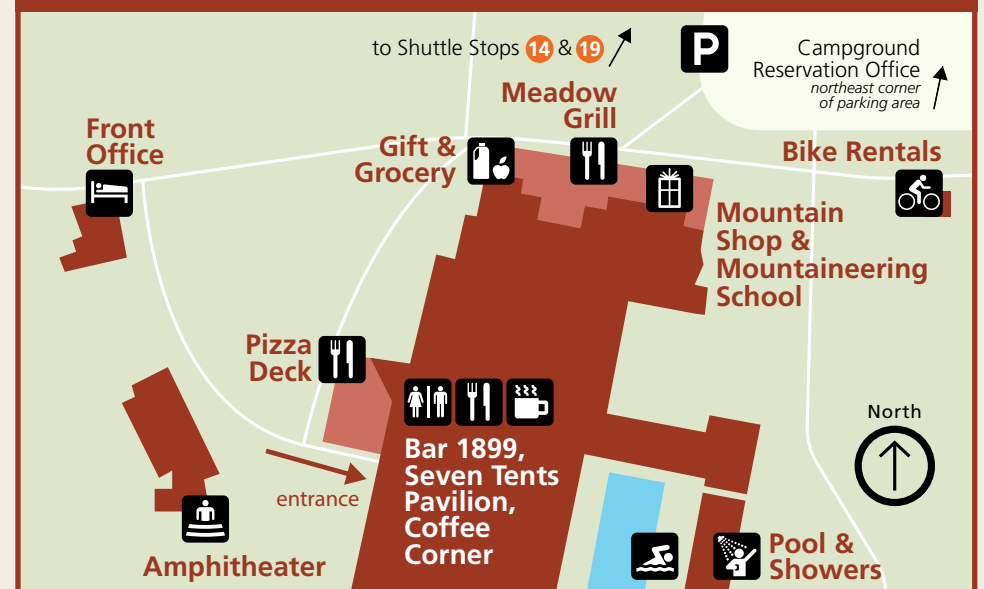 to Shuttle Stops 14 & 19
P
Campground
Reservation Office
northeast corner
of parking area
Meadow
Grill
Front
Office
Gift &
Grocery
Bike Rentals
Mountain
Shop &
Mountaineering
School
Pizza
Deck
North
Bar 1899,
Seven Tents
Pavilion,
Coffee
Corner
entrance
Amphitheater
Pool &
Showers